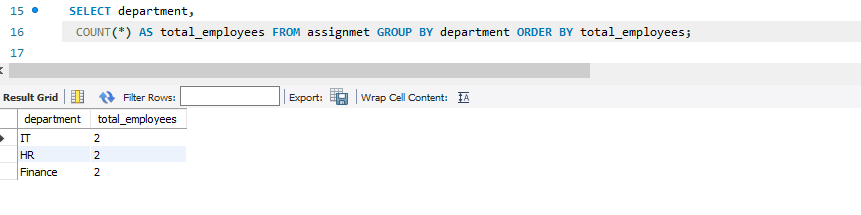 15 SELECT department,
16 COUNT(*) AS total_employees FROM assignmet GROUP BY department ORDER BY total_employees;
17
Result Grid Filter Rows: Export: Wrap Cell Content:
department total_employees
IT 2
HR 2
Finance 2